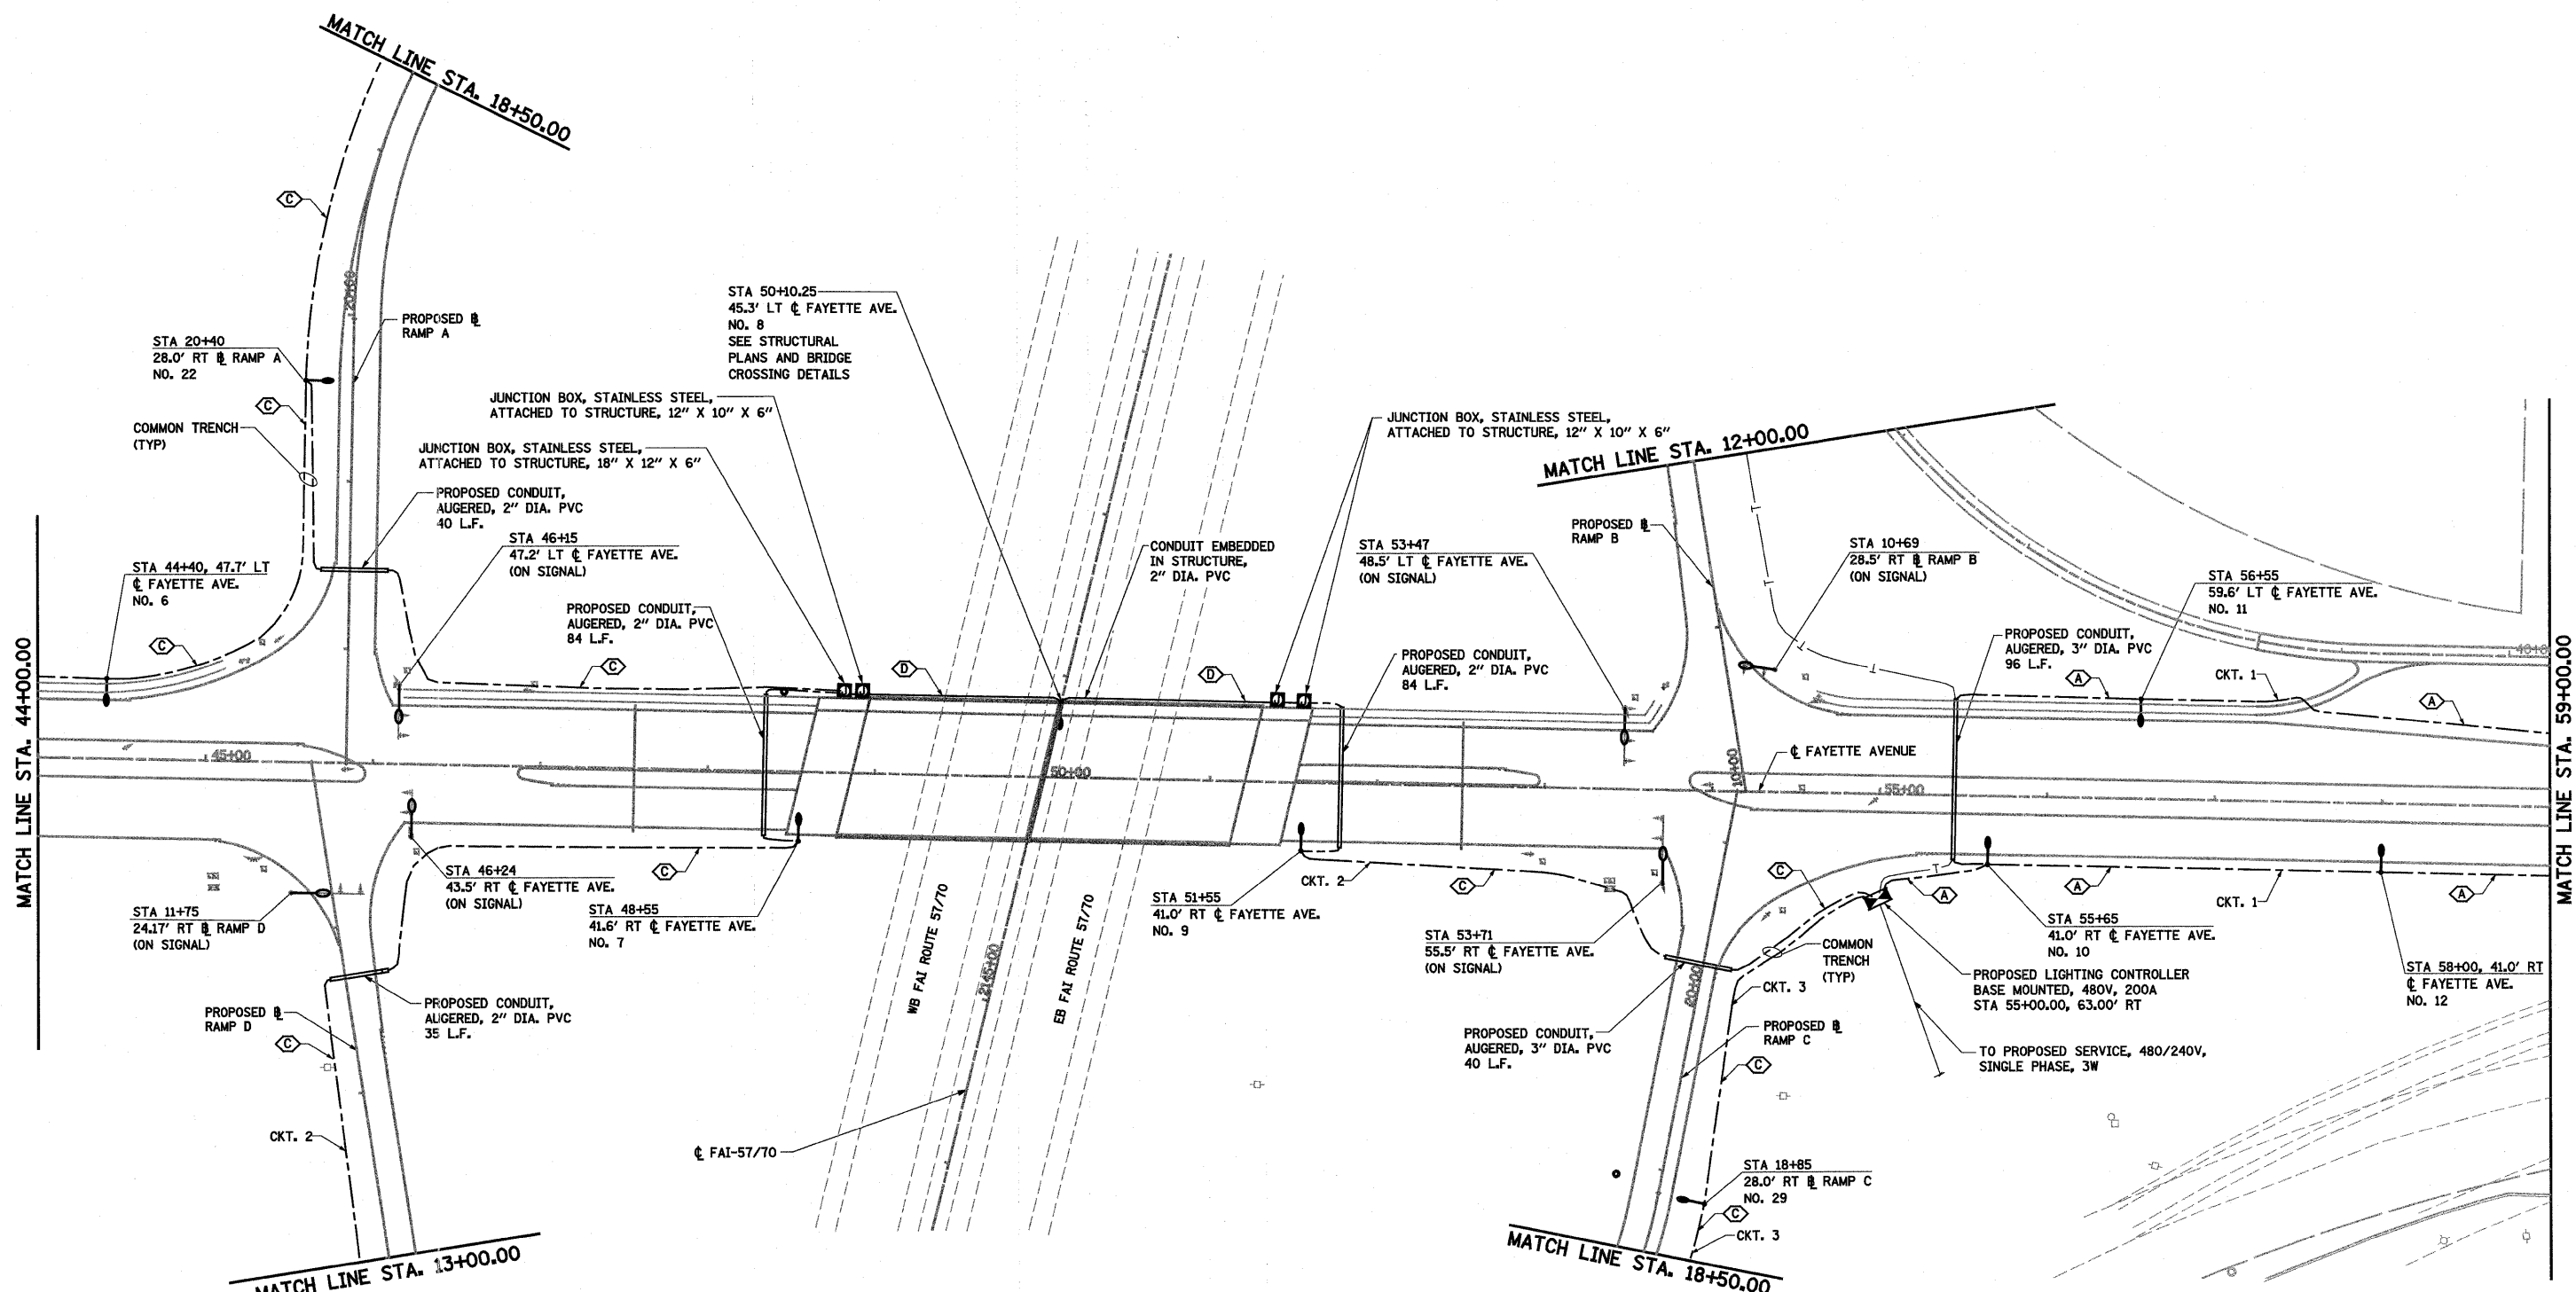 MATCH LINE STA. 18+50.00
C
20+00
PROPOSED ℄ RAMP A
STA 20+40
28.0' RT ℄ RAMP A
NO. 22
C
COMMON TRENCH
(TYP)
STA 50+10.25
45.3' LT ℄ FAYETTE AVE.
NO. 8
SEE STRUCTURAL
PLANS AND BRIDGE
CROSSING DETAILS
JUNCTION BOX, STAINLESS STEEL,
ATTACHED TO STRUCTURE, 12" X 10" X 6"
JUNCTION BOX, STAINLESS STEEL,
ATTACHED TO STRUCTURE, 18" X 12" X 6"
PROPOSED CONDUIT,
AUGERED, 2" DIA. PVC
40 L.F.
STA 46+15
47.2' LT ℄ FAYETTE AVE.
(ON SIGNAL)
STA 44+40, 47.7' LT
℄ FAYETTE AVE.
NO. 6
C
PROPOSED CONDUIT,
AUGERED, 2" DIA. PVC
84 L.F.
C
D
CONDUIT EMBEDDED
IN STRUCTURE,
2" DIA. PVC
D
JUNCTION BOX, STAINLESS STEEL,
ATTACHED TO STRUCTURE, 12" X 10" X 6"
STA 53+47
48.5' LT ℄ FAYETTE AVE.
(ON SIGNAL)
PROPOSED CONDUIT,
AUGERED, 2" DIA. PVC
84 L.F.
MATCH LINE STA. 12+00.00
PROPOSED ℄
RAMP B
STA 10+69
28.5' RT ℄ RAMP B
(ON SIGNAL)
STA 56+55
59.6' LT ℄ FAYETTE AVE.
NO. 11
PROPOSED CONDUIT,
AUGERED, 3" DIA. PVC
96 L.F.
A
CKT. 1
A
MATCH LINE STA. 44+00.00
45+00
50+00
℄ FAYETTE AVENUE
10+00
55+00
MATCH LINE STA. 59+00.00
STA 11+75
24.17' RT ℄ RAMP D
(ON SIGNAL)
STA 46+24
43.5' RT ℄ FAYETTE AVE.
(ON SIGNAL)
C
STA 48+55
41.6' RT ℄ FAYETTE AVE.
NO. 7
WB FAI ROUTE 57/70
2145+00
EB FAI ROUTE 57/70
STA 51+55
41.0' RT ℄ FAYETTE AVE.
NO. 9
CKT. 2
C
STA 53+71
55.5' RT ℄ FAYETTE AVE.
(ON SIGNAL)
C
A
A
CKT. 1
A
COMMON
TRENCH
(TYP)
STA 55+65
41.0' RT ℄ FAYETTE AVE.
NO. 10
STA 58+00, 41.0' RT
℄ FAYETTE AVE.
NO. 12
PROPOSED LIGHTING CONTROLLER
BASE MOUNTED, 480V, 200A
STA 55+00.00, 63.00' RT
CKT. 3
20+00
PROPOSED ℄
RAMP D
C
PROPOSED CONDUIT,
AUGERED, 2" DIA. PVC
35 L.F.
PROPOSED CONDUIT,
AUGERED, 3" DIA. PVC
40 L.F.
PROPOSED ℄
RAMP C
C
TO PROPOSED SERVICE, 480/240V,
SINGLE PHASE, 3W
CKT. 2
℄ FAI-57/70
STA 18+85
28.0' RT ℄ RAMP C
NO. 29
C
CKT. 3
MATCH LINE STA. 13+00.00
MATCH LINE STA. 18+50.00